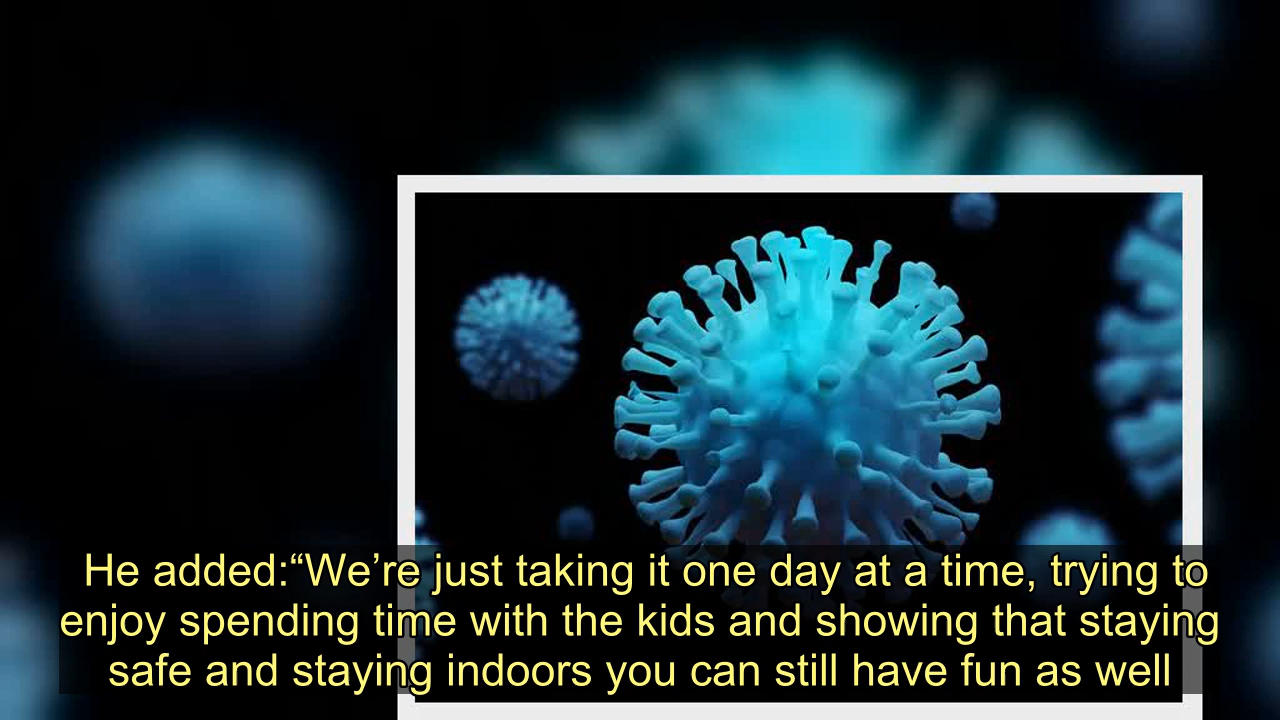 He added:“We’re just taking it one day at a time, trying to
enjoy spending time with the kids and showing that staying
safe and staying indoors you can still have fun as well